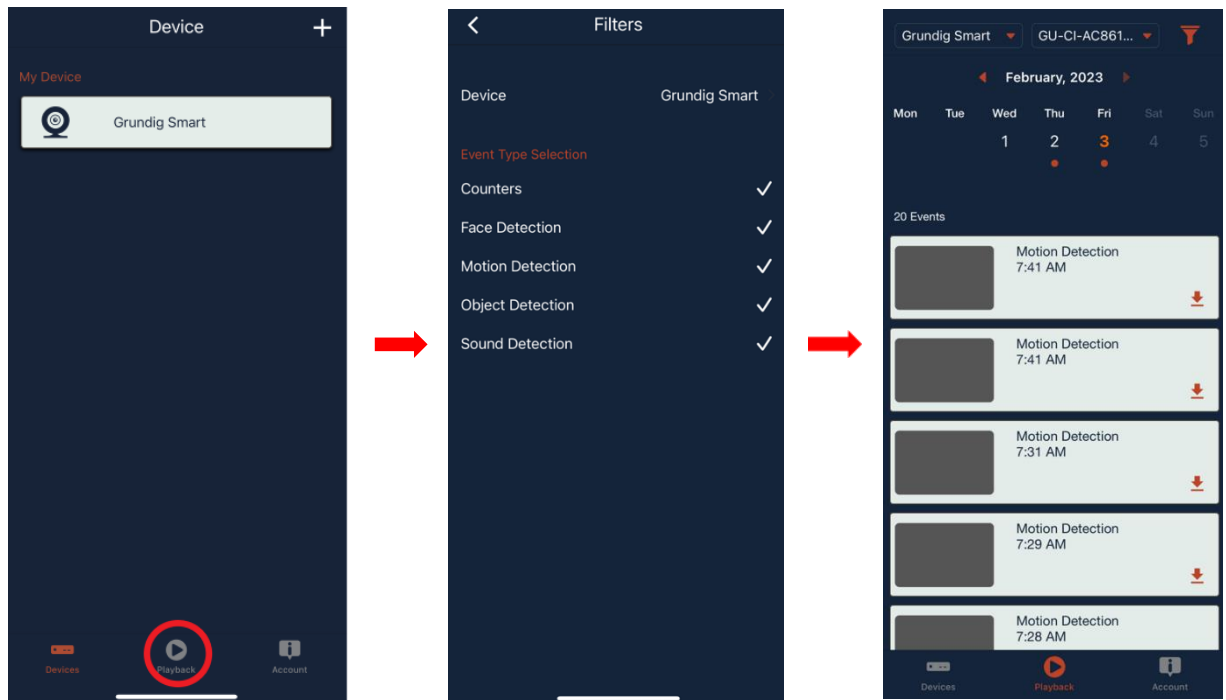 Device +
My Device
Grundig Smart
Devices Playback Account
Filters
Device Grundig Smart
Event Type Selection
Counters
Face Detection
Motion Detection
Object Detection
Sound Detection
Grundig Smart GU-CI-AC861...
February, 2023
Mon Tue Wed Thu Fri Sat Sun
1 2 3 4 5
20 Events
Motion Detection
7:41 AM
Motion Detection
7:41 AM
Motion Detection
7:31 AM
Motion Detection
7:29 AM
Motion Detection
7:28 AM
Devices Playback Account